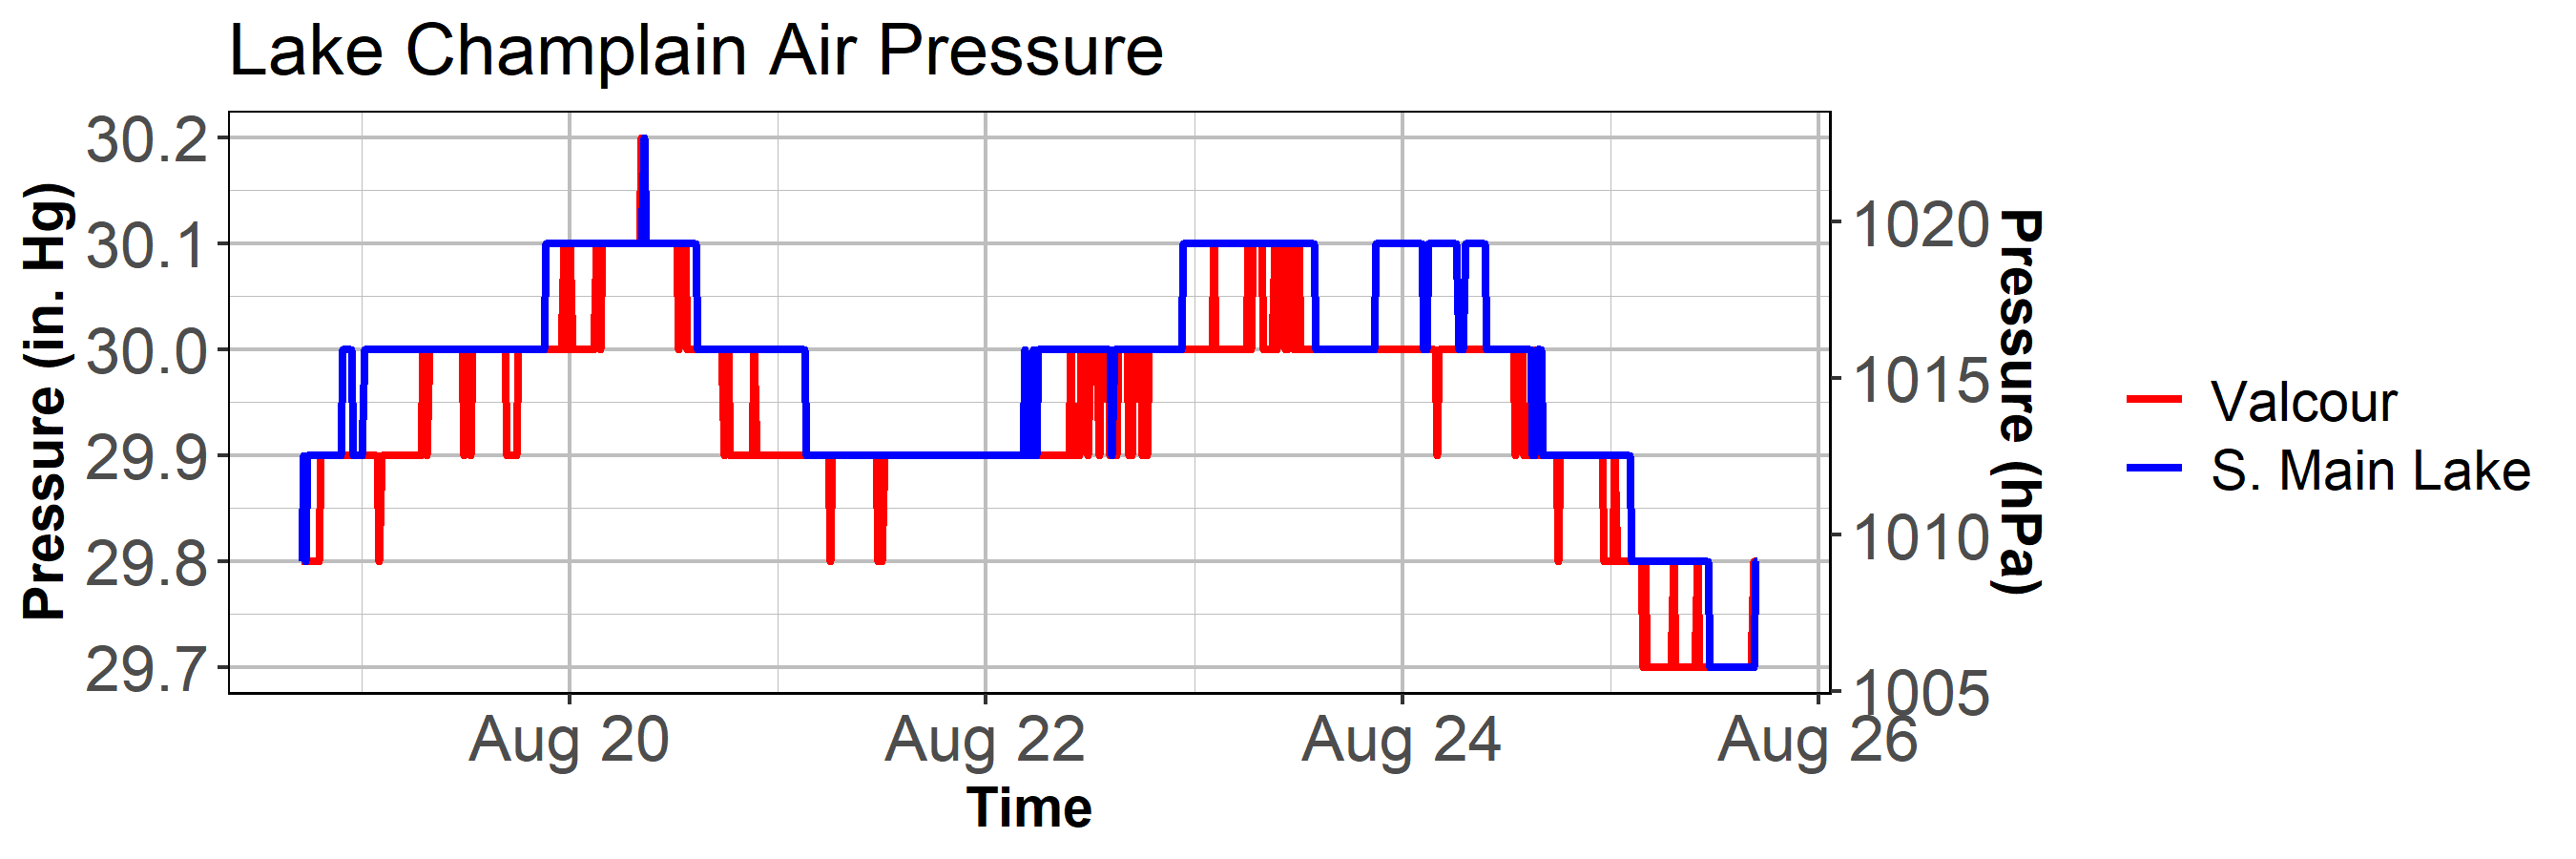 Lake Champlain Air Pressure
Pressure (in. Hg)
30.2
30.1
30.0
29.9
29.8
29.7
1020
1015
1010
1005
Pressure (hPa)
Valcour
S. Main Lake
Aug 20 Aug 22 Aug 24 Aug 26
Time